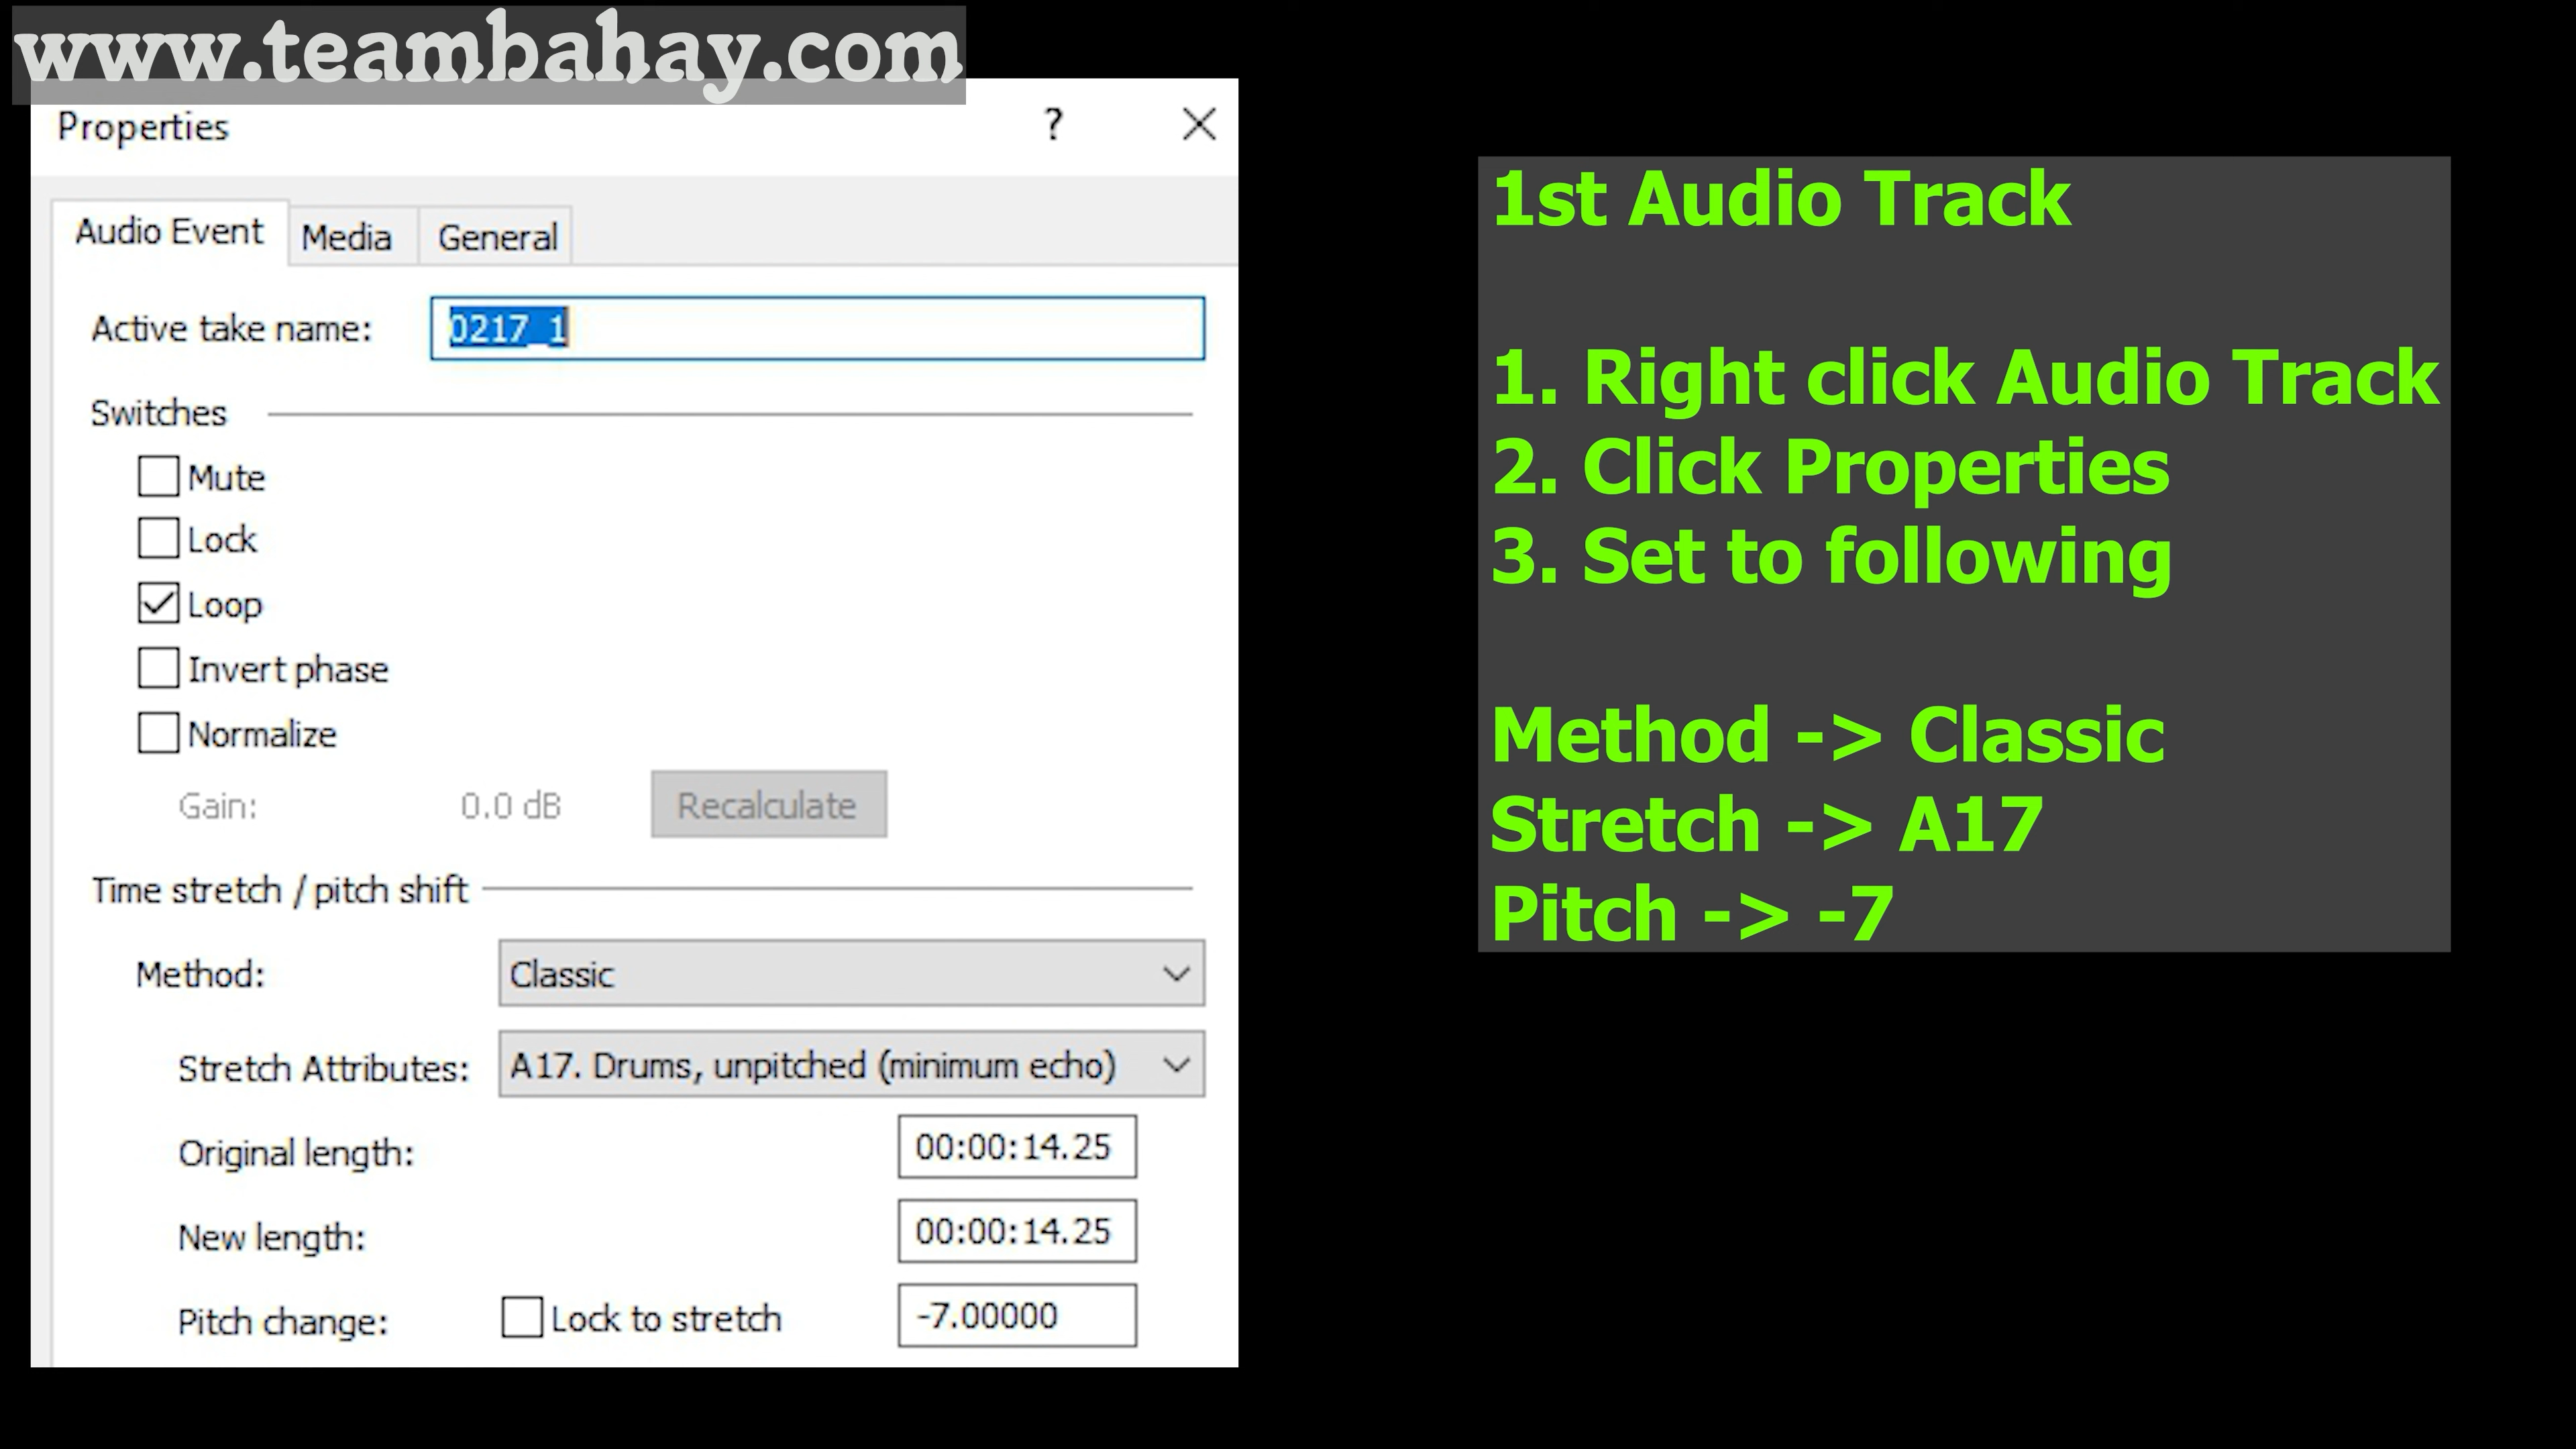 www.teambahay.com
Properties
?
Audio Event Media General
Active take name: 0217_1
Switches
Mute
Lock
Loop
Invert phase
Normalize
Gain: 0.0 dB Recalculate
Time stretch / pitch shift
Method: Classic
Stretch Attributes: A17. Drums, unpitched (minimum echo)
Original length: 00:00:14.25
New length: 00:00:14.25
Pitch change: Lock to stretch -7.00000
1st Audio Track
1. Right click Audio Track
2. Click Properties
3. Set to following
Method -> Classic
Stretch -> A17
Pitch -> -7